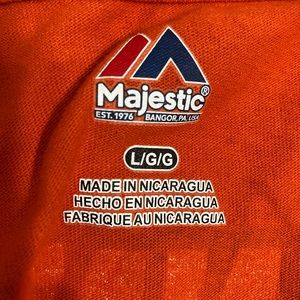 Majestic®
EST. 1976 BANGOR, PA, USA
L/G/G
MADE IN NICARAGUA
HECHO EN NICARAGUA
FABRIQUE AU NICARAGUA